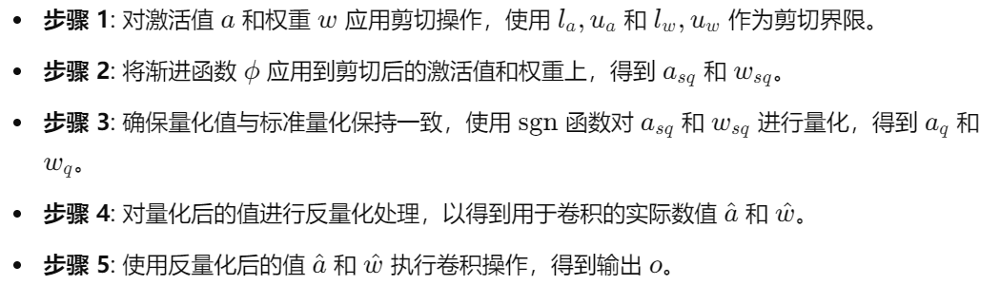 • 步骤 1: 对激活值 a 和权重 w 应用剪切操作，使用 l_a, u_a 和 l_w, u_w 作为剪切界限。
• 步骤 2: 将渐进函数 ϕ 应用到剪切后的激活值和权重上，得到 a_{sq} 和 w_{sq}。
• 步骤 3: 确保量化值与标准量化保持一致，使用 sgn 函数对 a_{sq} 和 w_{sq} 进行量化，得到 a_q 和
w_q。
• 步骤 4: 对量化后的值进行反量化处理，以得到用于卷积的实际数值 â 和 ŵ。
• 步骤 5: 使用反量化后的值 â 和 ŵ 执行卷积操作，得到输出 o。